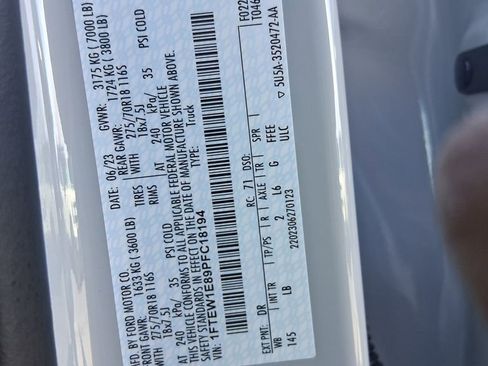 MFD. BY FORD MOTOR CO.
DATE: 06/23 GVWR: 3175 KG ( 7000 LB)
FRONT GAWR: 1633 KG ( 3600 LB) REAR GAWR: 1724 KG ( 3800 LB)
WITH 275/70R18 116S TIRES 275/70R18 116S
18x7.5J RIMS 18x7.5J
AT 240 kPa/ 35 PSI COLD AT 240 kPa/ 35 PSI COLD
THIS VEHICLE CONFORMS TO ALL APPLICABLE FEDERAL MOTOR VEHICLE
SAFETY STANDARDS IN EFFECT ON THE DATE OF MANUFACTURE SHOWN ABOVE.
VIN: 1FTEW1E89PFC18194 TYPE: Truck
F022
T046
EXT PNT: DR RC: 71 DSO:
WB INT TR TP/PS R AXLE TR SPR
145 LB 2 L6 G FFEE
ULC
2202306270123
5U5A-3520472-AA